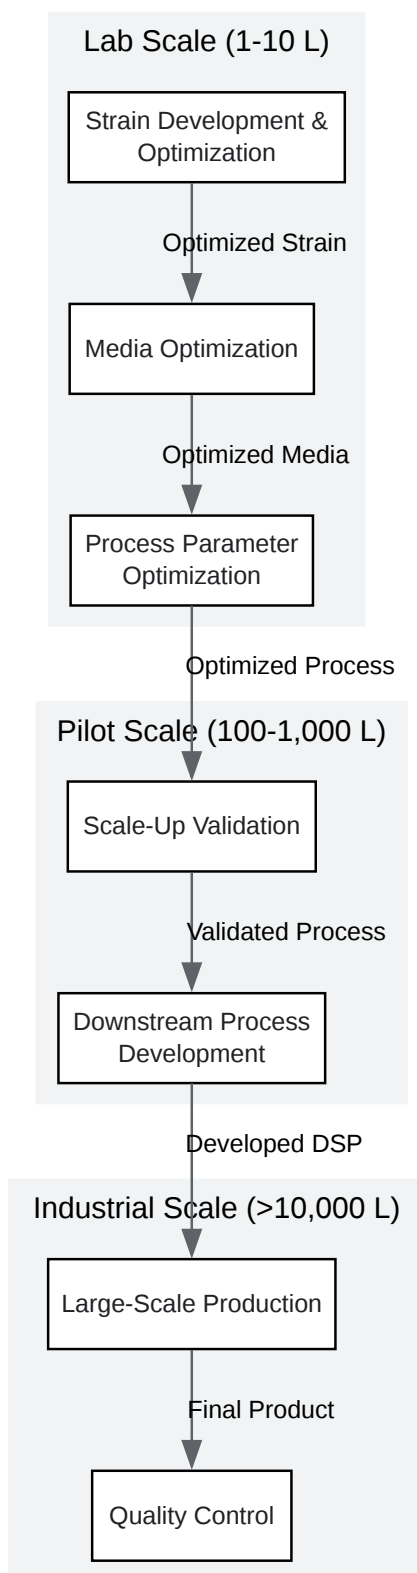 Lab Scale (1-10 L)
Strain Development &
Optimization
Optimized Strain
Media Optimization
Optimized Media
Process Parameter
Optimization
Optimized Process
Pilot Scale (100-1,000 L)
Scale-Up Validation
Validated Process
Downstream Process
Development
Developed DSP
Industrial Scale (>10,000 L)
Large-Scale Production
Final Product
Quality Control